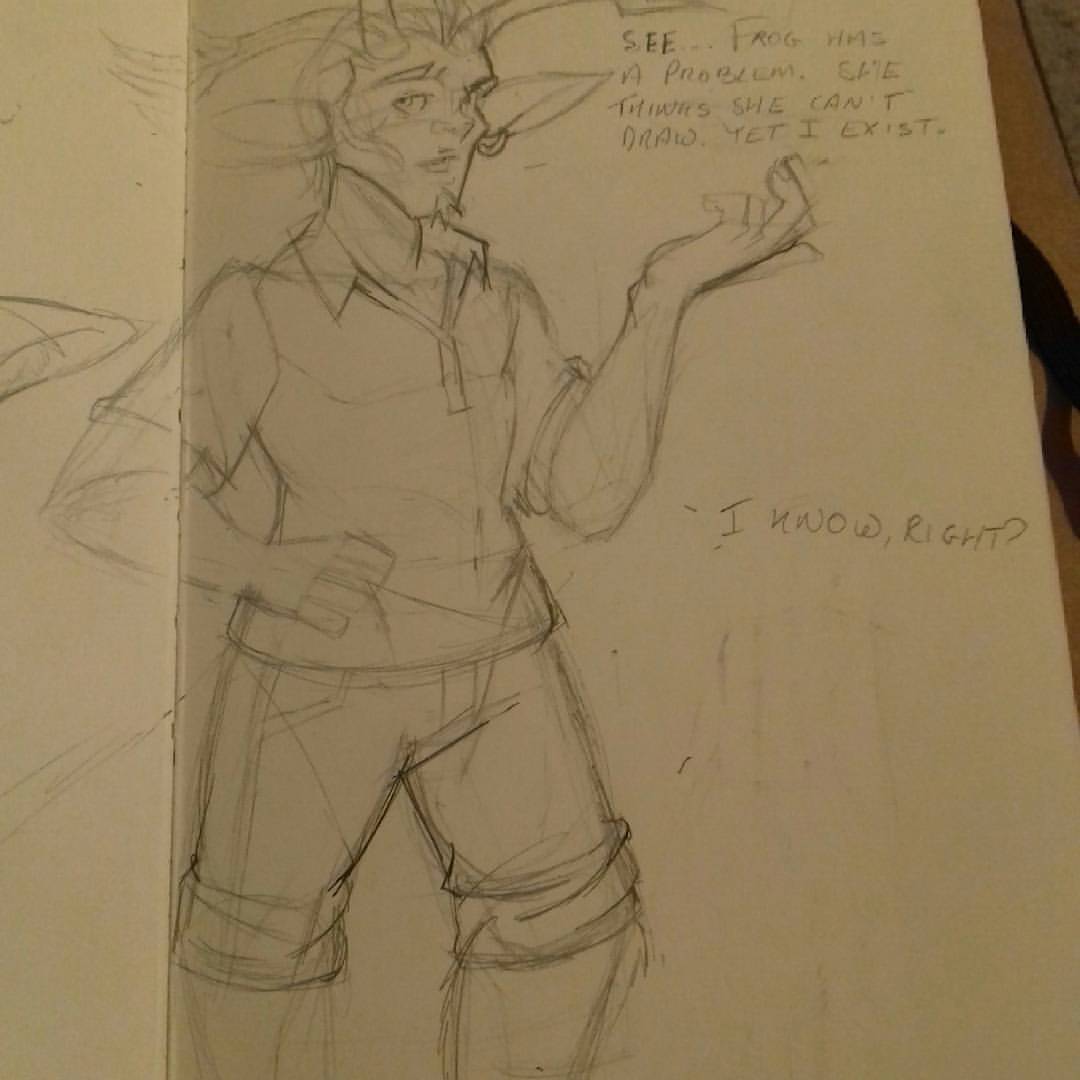 SEE... FROG HAS
A PROBLEM. SHE
THINKS SHE CAN'T
DRAW. YET I EXIST.
I KNOW, RIGHT?